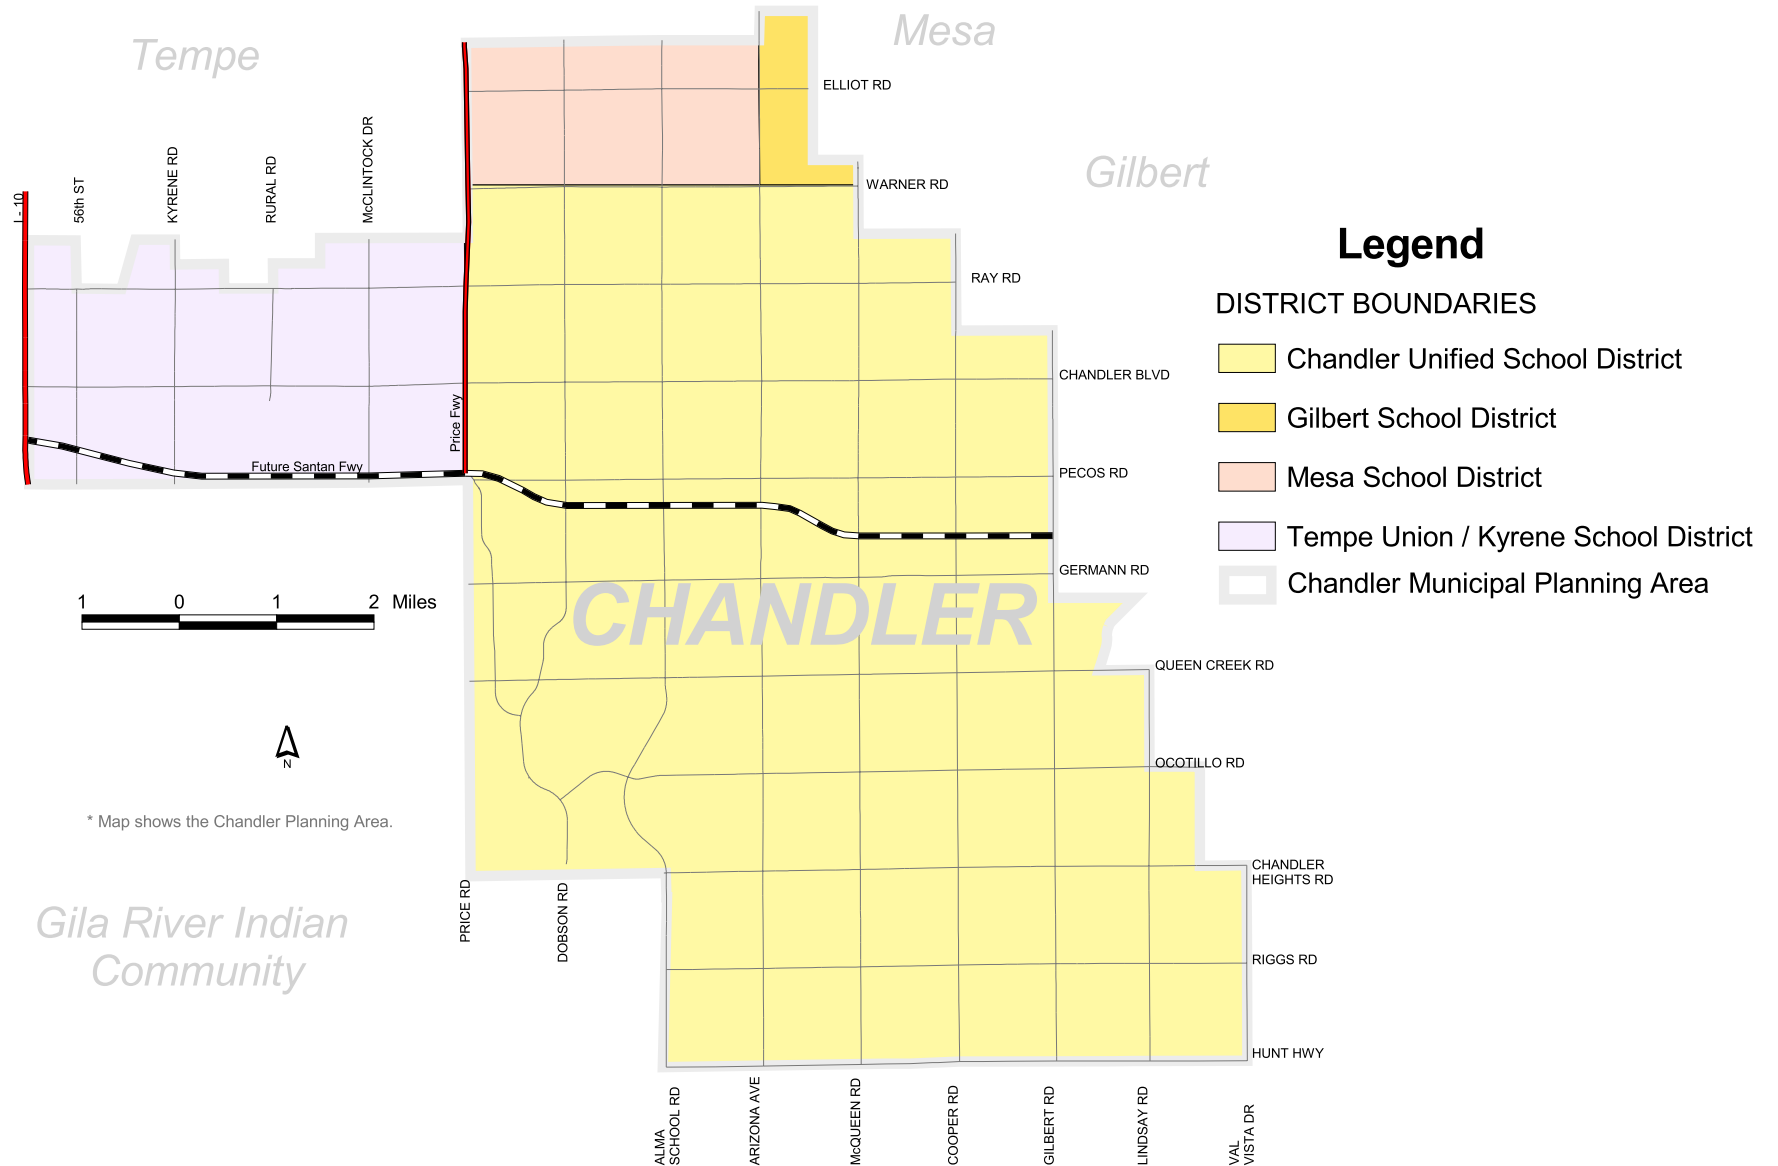 Tempe
Mesa
Gilbert
ELLIOT RD
WARNER RD
RAY RD
CHANDLER BLVD
PECOS RD
GERMANN RD
QUEEN CREEK RD
OCOTILLO RD
CHANDLER
HEIGHTS RD
RIGGS RD
HUNT HWY
I - 10
56th ST
KYRENE RD
RURAL RD
McCLINTOCK DR
Price Fwy
Future Santan Fwy
CHANDLER
Legend
DISTRICT BOUNDARIES
Chandler Unified School District
Gilbert School District
Mesa School District
Tempe Union / Kyrene School District
Chandler Municipal Planning Area
1 0 1 2 Miles
N
* Map shows the Chandler Planning Area.
Gila River Indian
Community
PRICE RD
DOBSON RD
ALMA
SCHOOL RD
ARIZONA AVE
McQUEEN RD
COOPER RD
GILBERT RD
LINDSAY RD
VAL
VISTA DR